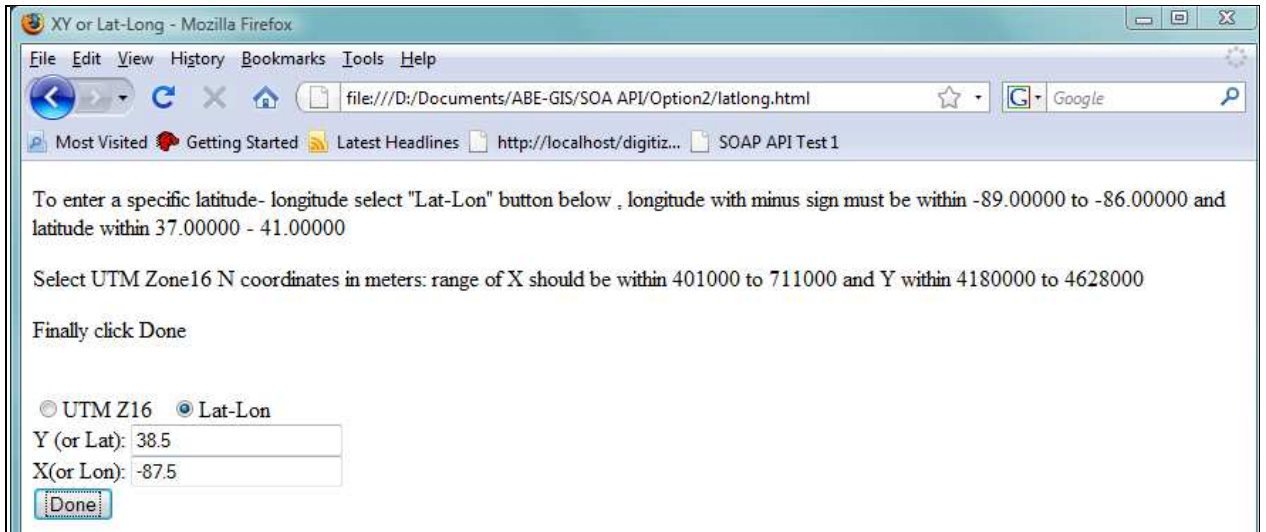 XY or Lat-Long - Mozilla Firefox
File Edit View History Bookmarks Tools Help
file:///D:/Documents/ABE-GIS/SOA API/Option2/latlong.html
G Google
Most Visited Getting Started Latest Headlines http://localhost/digitiz... SOAP API Test 1
To enter a specific latitude- longitude select "Lat-Lon" button below , longitude with minus sign must be within -89.00000 to -86.00000 and
latitude within 37.00000 - 41.00000
Select UTM Zone16 N coordinates in meters: range of X should be within 401000 to 711000 and Y within 4180000 to 4628000
Finally click Done
UTM Z16 Lat-Lon
Y (or Lat): 38.5
X(or Lon): -87.5
Done